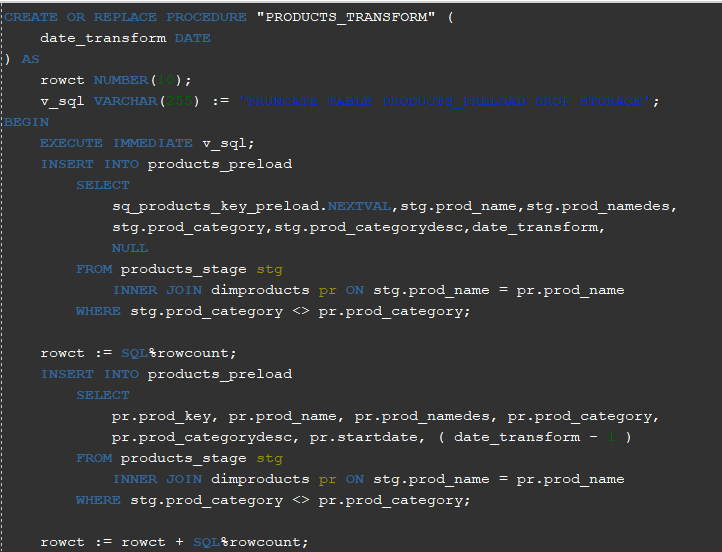 CREATE OR REPLACE PROCEDURE "PRODUCTS_TRANSFORM" (
date_transform DATE
) AS
rowct NUMBER(10);
v_sql VARCHAR(255) := 'TRUNCATE TABLE PRODUCTS_PRELOAD DROP STORAGE';
BEGIN
EXECUTE IMMEDIATE v_sql;
INSERT INTO products_preload
SELECT
sq_products_key_preload.NEXTVAL,stg.prod_name,stg.prod_namedes,
stg.prod_category,stg.prod_categorydesc,date_transform,
NULL
FROM products_stage stg
INNER JOIN dimproducts pr ON stg.prod_name = pr.prod_name
WHERE stg.prod_category <> pr.prod_category;
rowct := SQL%rowcount;
INSERT INTO products_preload
SELECT
pr.prod_key, pr.prod_name, pr.prod_namedes, pr.prod_category,
pr.prod_categorydesc, pr.startdate, ( date_transform - 1 )
FROM products_stage stg
INNER JOIN dimproducts pr ON stg.prod_name = pr.prod_name
WHERE stg.prod_category <> pr.prod_category;
rowct := rowct + SQL%rowcount;